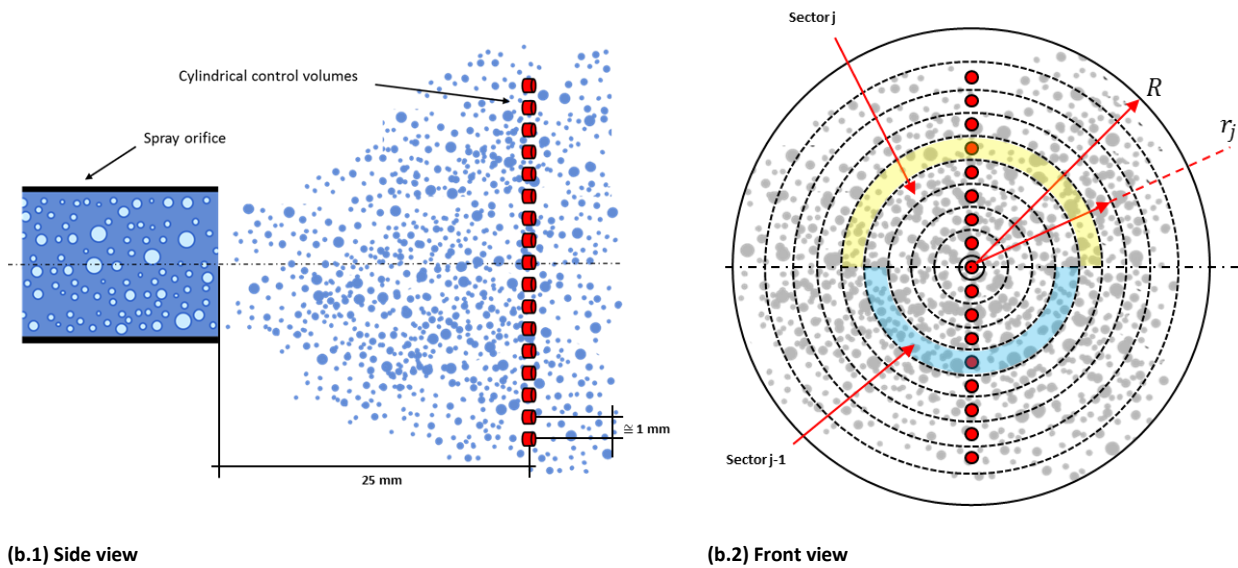 Cylindrical control volumes
Spray orifice
≅ 1 mm
25 mm
(b.1) Side view
Sector j
R
r_j
Sector j-1
(b.2) Front view